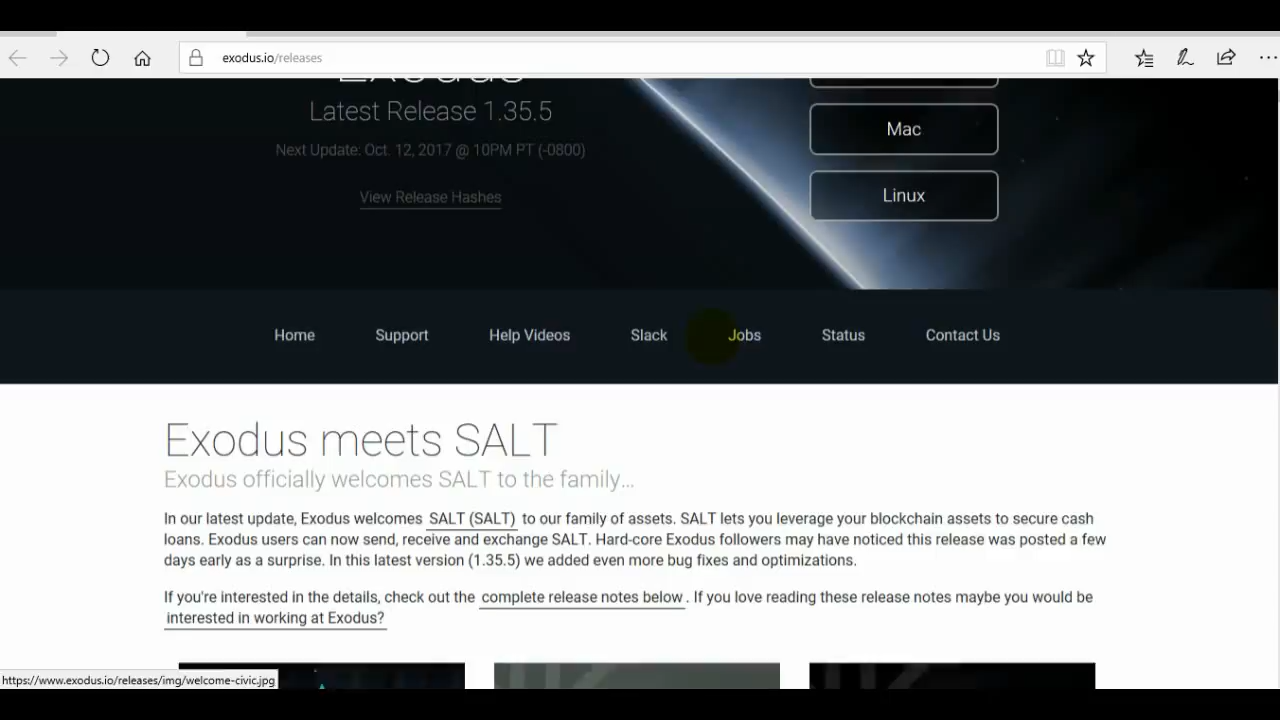 exodus.io/releases
Exodus
Latest Release 1.35.5
Mac
Next Update: Oct. 12, 2017 @ 10PM PT (-0800)
View Release Hashes
Linux
Home Support Help Videos Slack Jobs Status Contact Us
Exodus meets SALT
Exodus officially welcomes SALT to the family...
In our latest update, Exodus welcomes SALT (SALT) to our family of assets. SALT lets you leverage your blockchain assets to secure cash
loans. Exodus users can now send, receive and exchange SALT. Hard-core Exodus followers may have noticed this release was posted a few
days early as a surprise. In this latest version (1.35.5) we added even more bug fixes and optimizations.
If you're interested in the details, check out the complete release notes below. If you love reading these release notes maybe you would be
interested in working at Exodus?
https://www.exodus.io/releases/img/welcome-civic.jpg